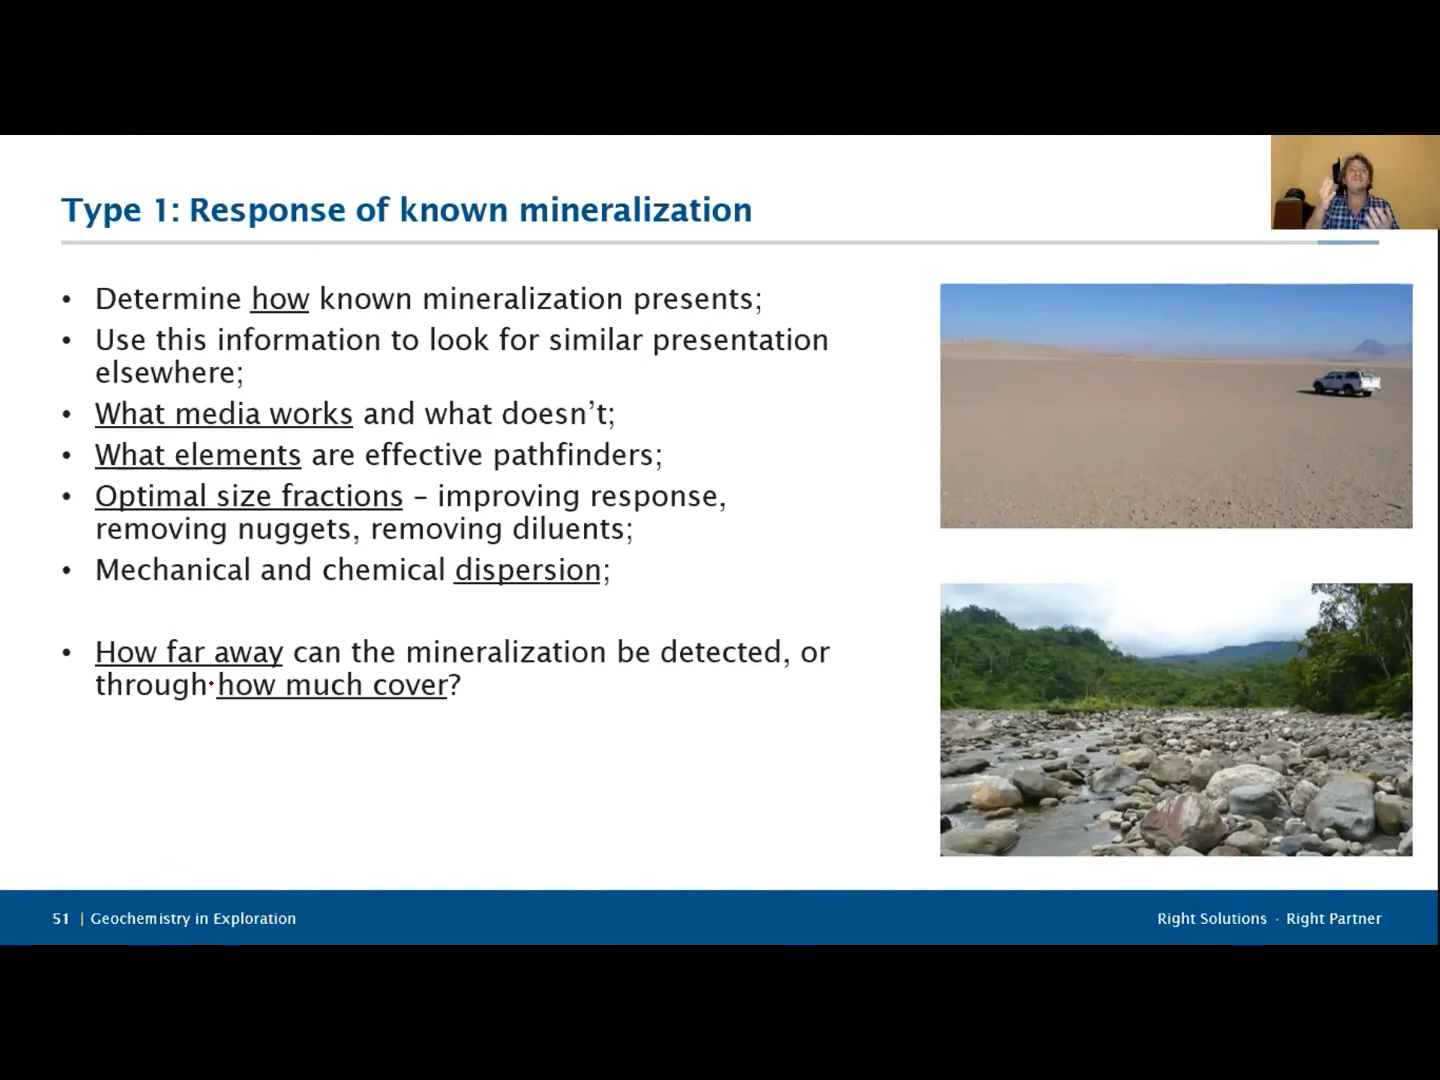 Type 1: Response of known mineralization
• Determine how known mineralization presents;
• Use this information to look for similar presentation
elsewhere;
• What media works and what doesn’t;
• What elements are effective pathfinders;
• Optimal size fractions – improving response,
removing nuggets, removing diluents;
• Mechanical and chemical dispersion;
• How far away can the mineralization be detected, or
through how much cover?
51 | Geochemistry in Exploration
Right Solutions · Right Partner